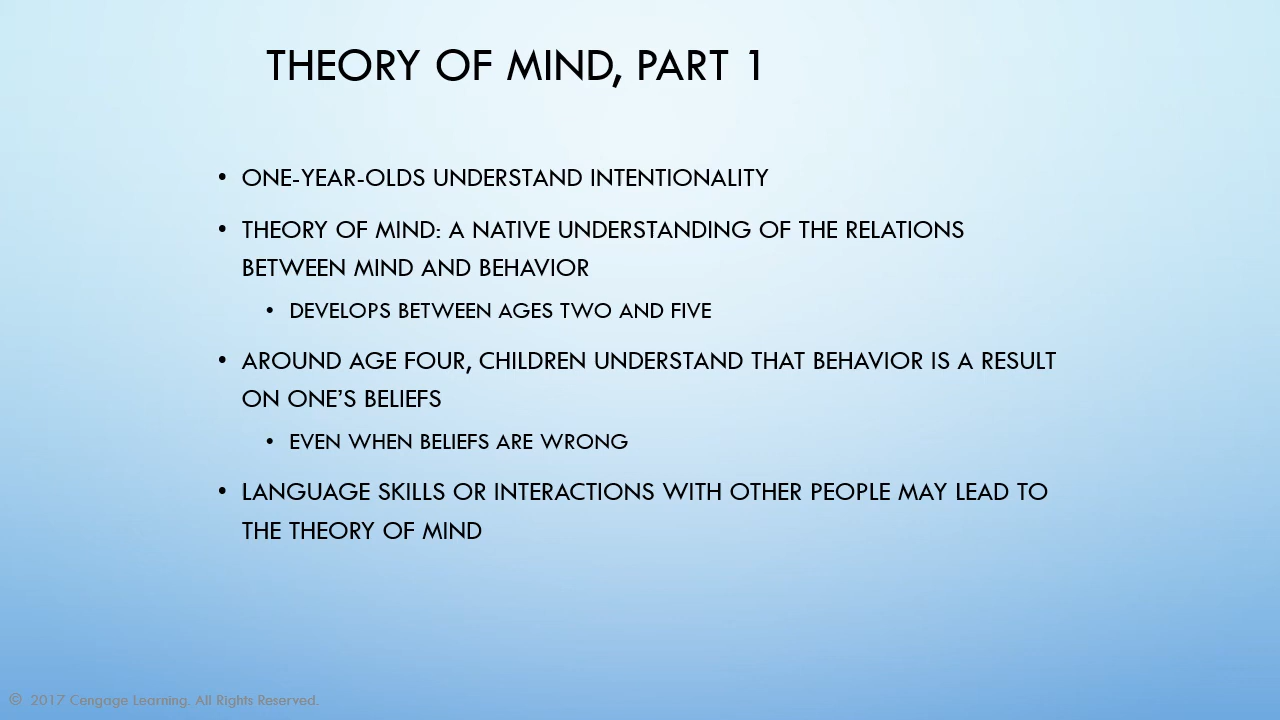 THEORY OF MIND, PART 1
• ONE-YEAR-OLDS UNDERSTAND INTENTIONALITY
• THEORY OF MIND: A NATIVE UNDERSTANDING OF THE RELATIONS
BETWEEN MIND AND BEHAVIOR
• DEVELOPS BETWEEN AGES TWO AND FIVE
• AROUND AGE FOUR, CHILDREN UNDERSTAND THAT BEHAVIOR IS A RESULT
ON ONE'S BELIEFS
• EVEN WHEN BELIEFS ARE WRONG
• LANGUAGE SKILLS OR INTERACTIONS WITH OTHER PEOPLE MAY LEAD TO
THE THEORY OF MIND
© 2017 Cengage Learning. All Rights Reserved.